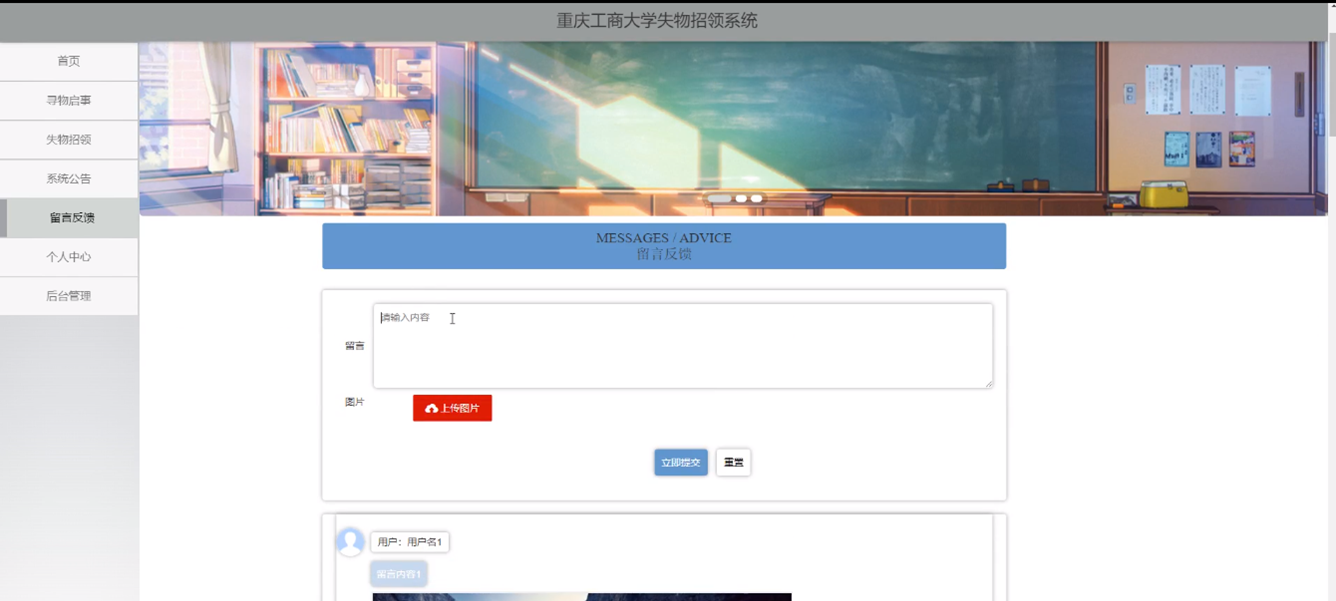 重庆工商大学失物招领系统
首页
寻物启事
失物招领
系统公告
留言反馈
个人中心
后台管理
MESSAGES / ADVICE
留言反馈
留言
请输入内容
图片
上传图片
立即提交
重置
用户：用户名1
留言内容1